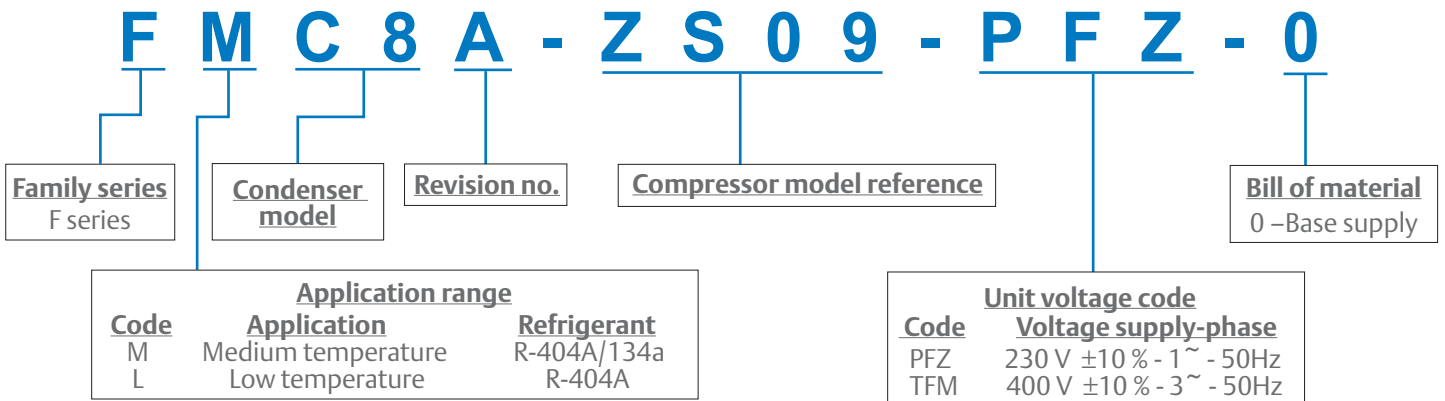 F M C 8 A - Z S 0 9 - P F Z - 0
Family series
F series
Condenser
model
Revision no.
Compressor model reference
Bill of material
0 –Base supply
Application range
Code Application Refrigerant
M Medium temperature R-404A/134a
L Low temperature R-404A
Unit voltage code
Code Voltage supply-phase
PFZ 230 V ±10 % - 1~ - 50Hz
TFM 400 V ±10 % - 3~ - 50Hz